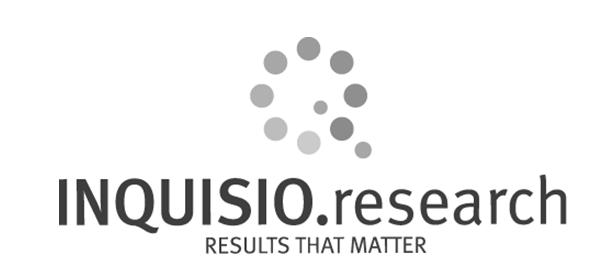 INQUISIO.research
RESULTS THAT MATTER